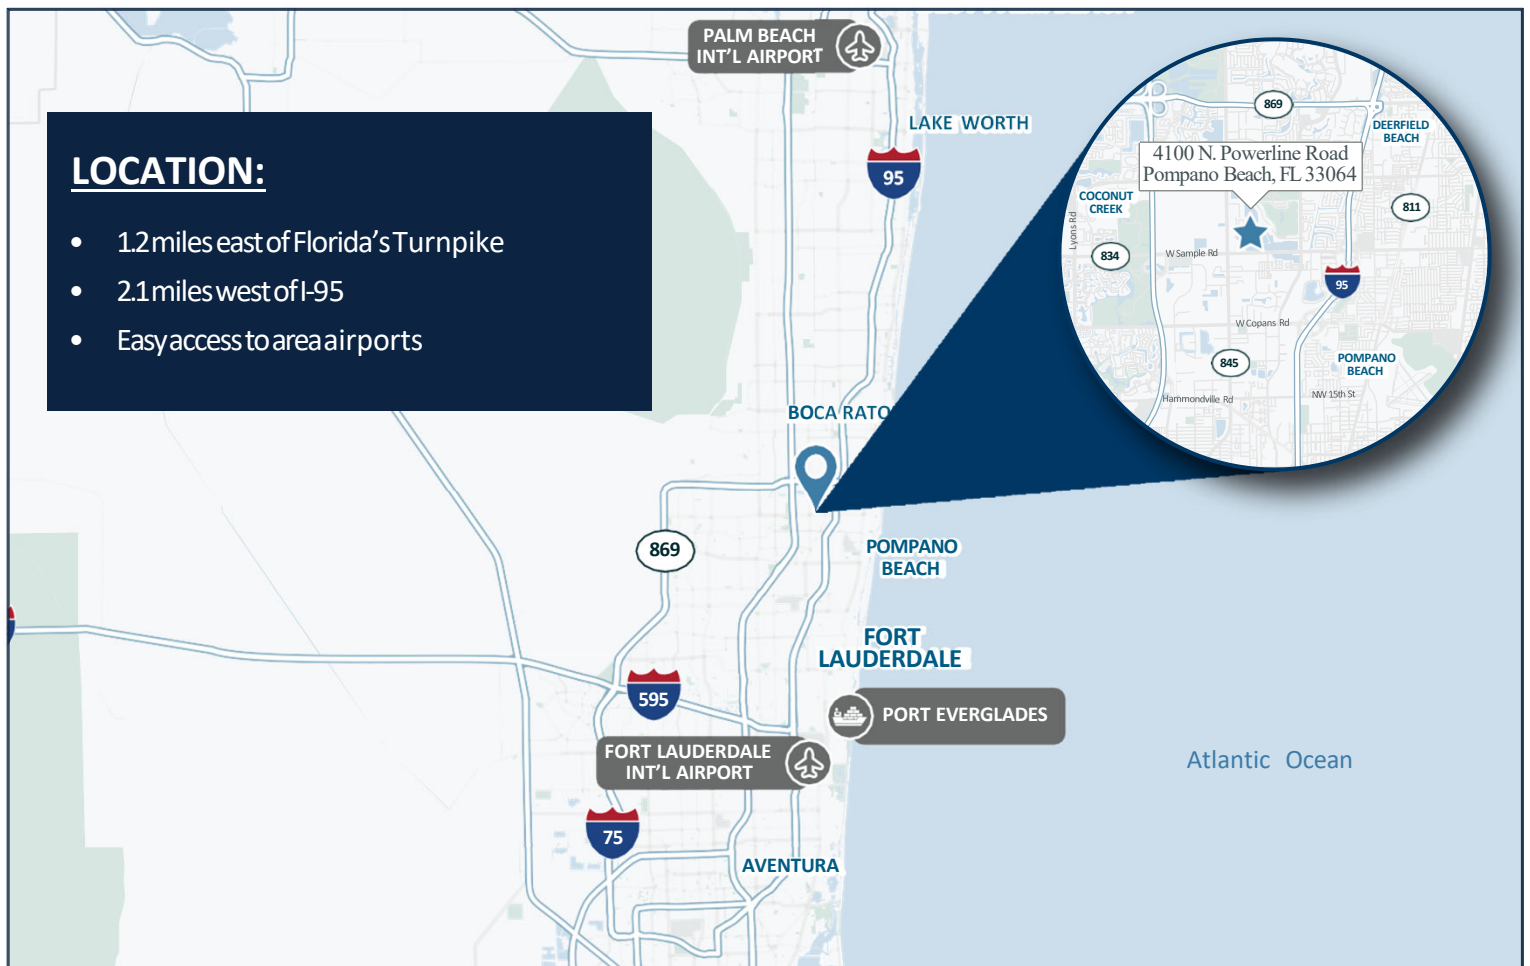 PALM BEACH
INT'L AIRPORT
LAKE WORTH
95
LOCATION:
• 1.2 miles east of Florida's Turnpike
• 2.1 miles west of I-95
• Easy access to area airports
869
DEERFIELD
BEACH
4100 N. Powerline Road
Pompano Beach, FL 33064
COCONUT
CREEK
Lyons Rd
811
834
W Sample Rd
95
W Copans Rd
845
POMPANO
BEACH
Hammondville Rd
NW 15th St
BOCA RATO
869
POMPANO
BEACH
FORT
LAUDERDALE
595
PORT EVERGLADES
FORT LAUDERDALE
INT'L AIRPORT
Atlantic Ocean
75
AVENTURA